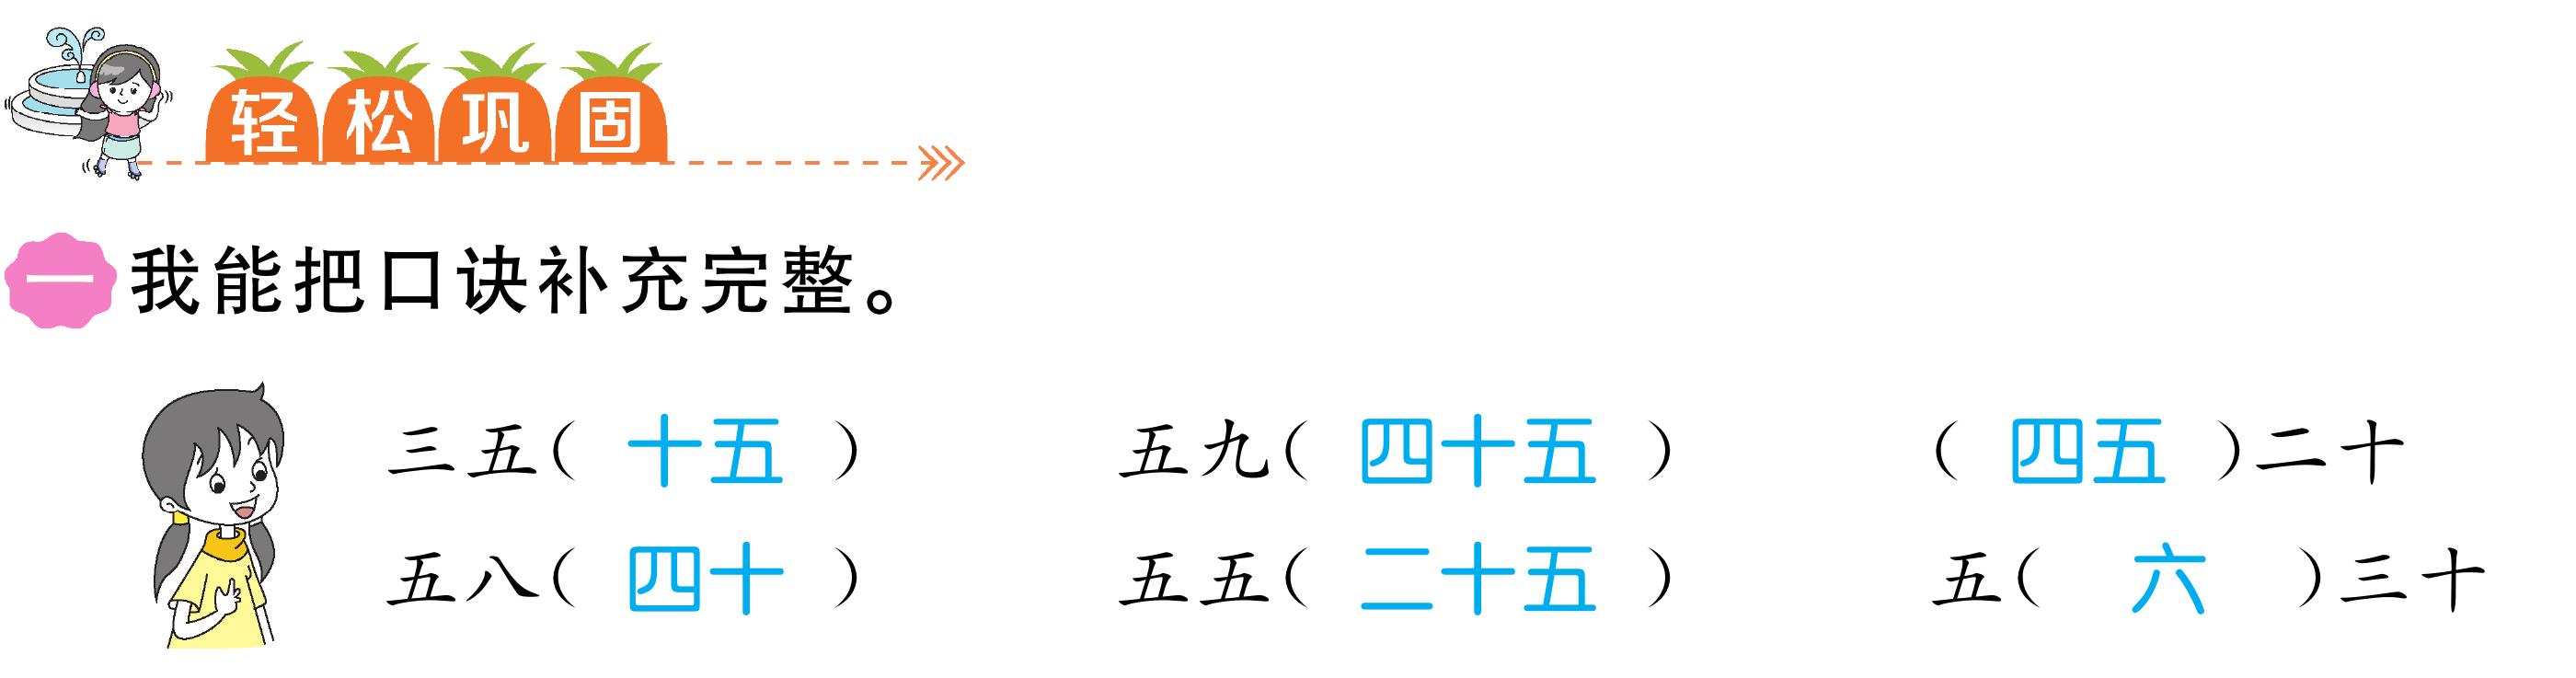 轻松巩固
一 我能把口诀补充完整。
三五( 十五 ) 五九( 四十五 ) ( 四五 )二十
五八( 四十 ) 五五( 二十五 ) 五( 六 )三十